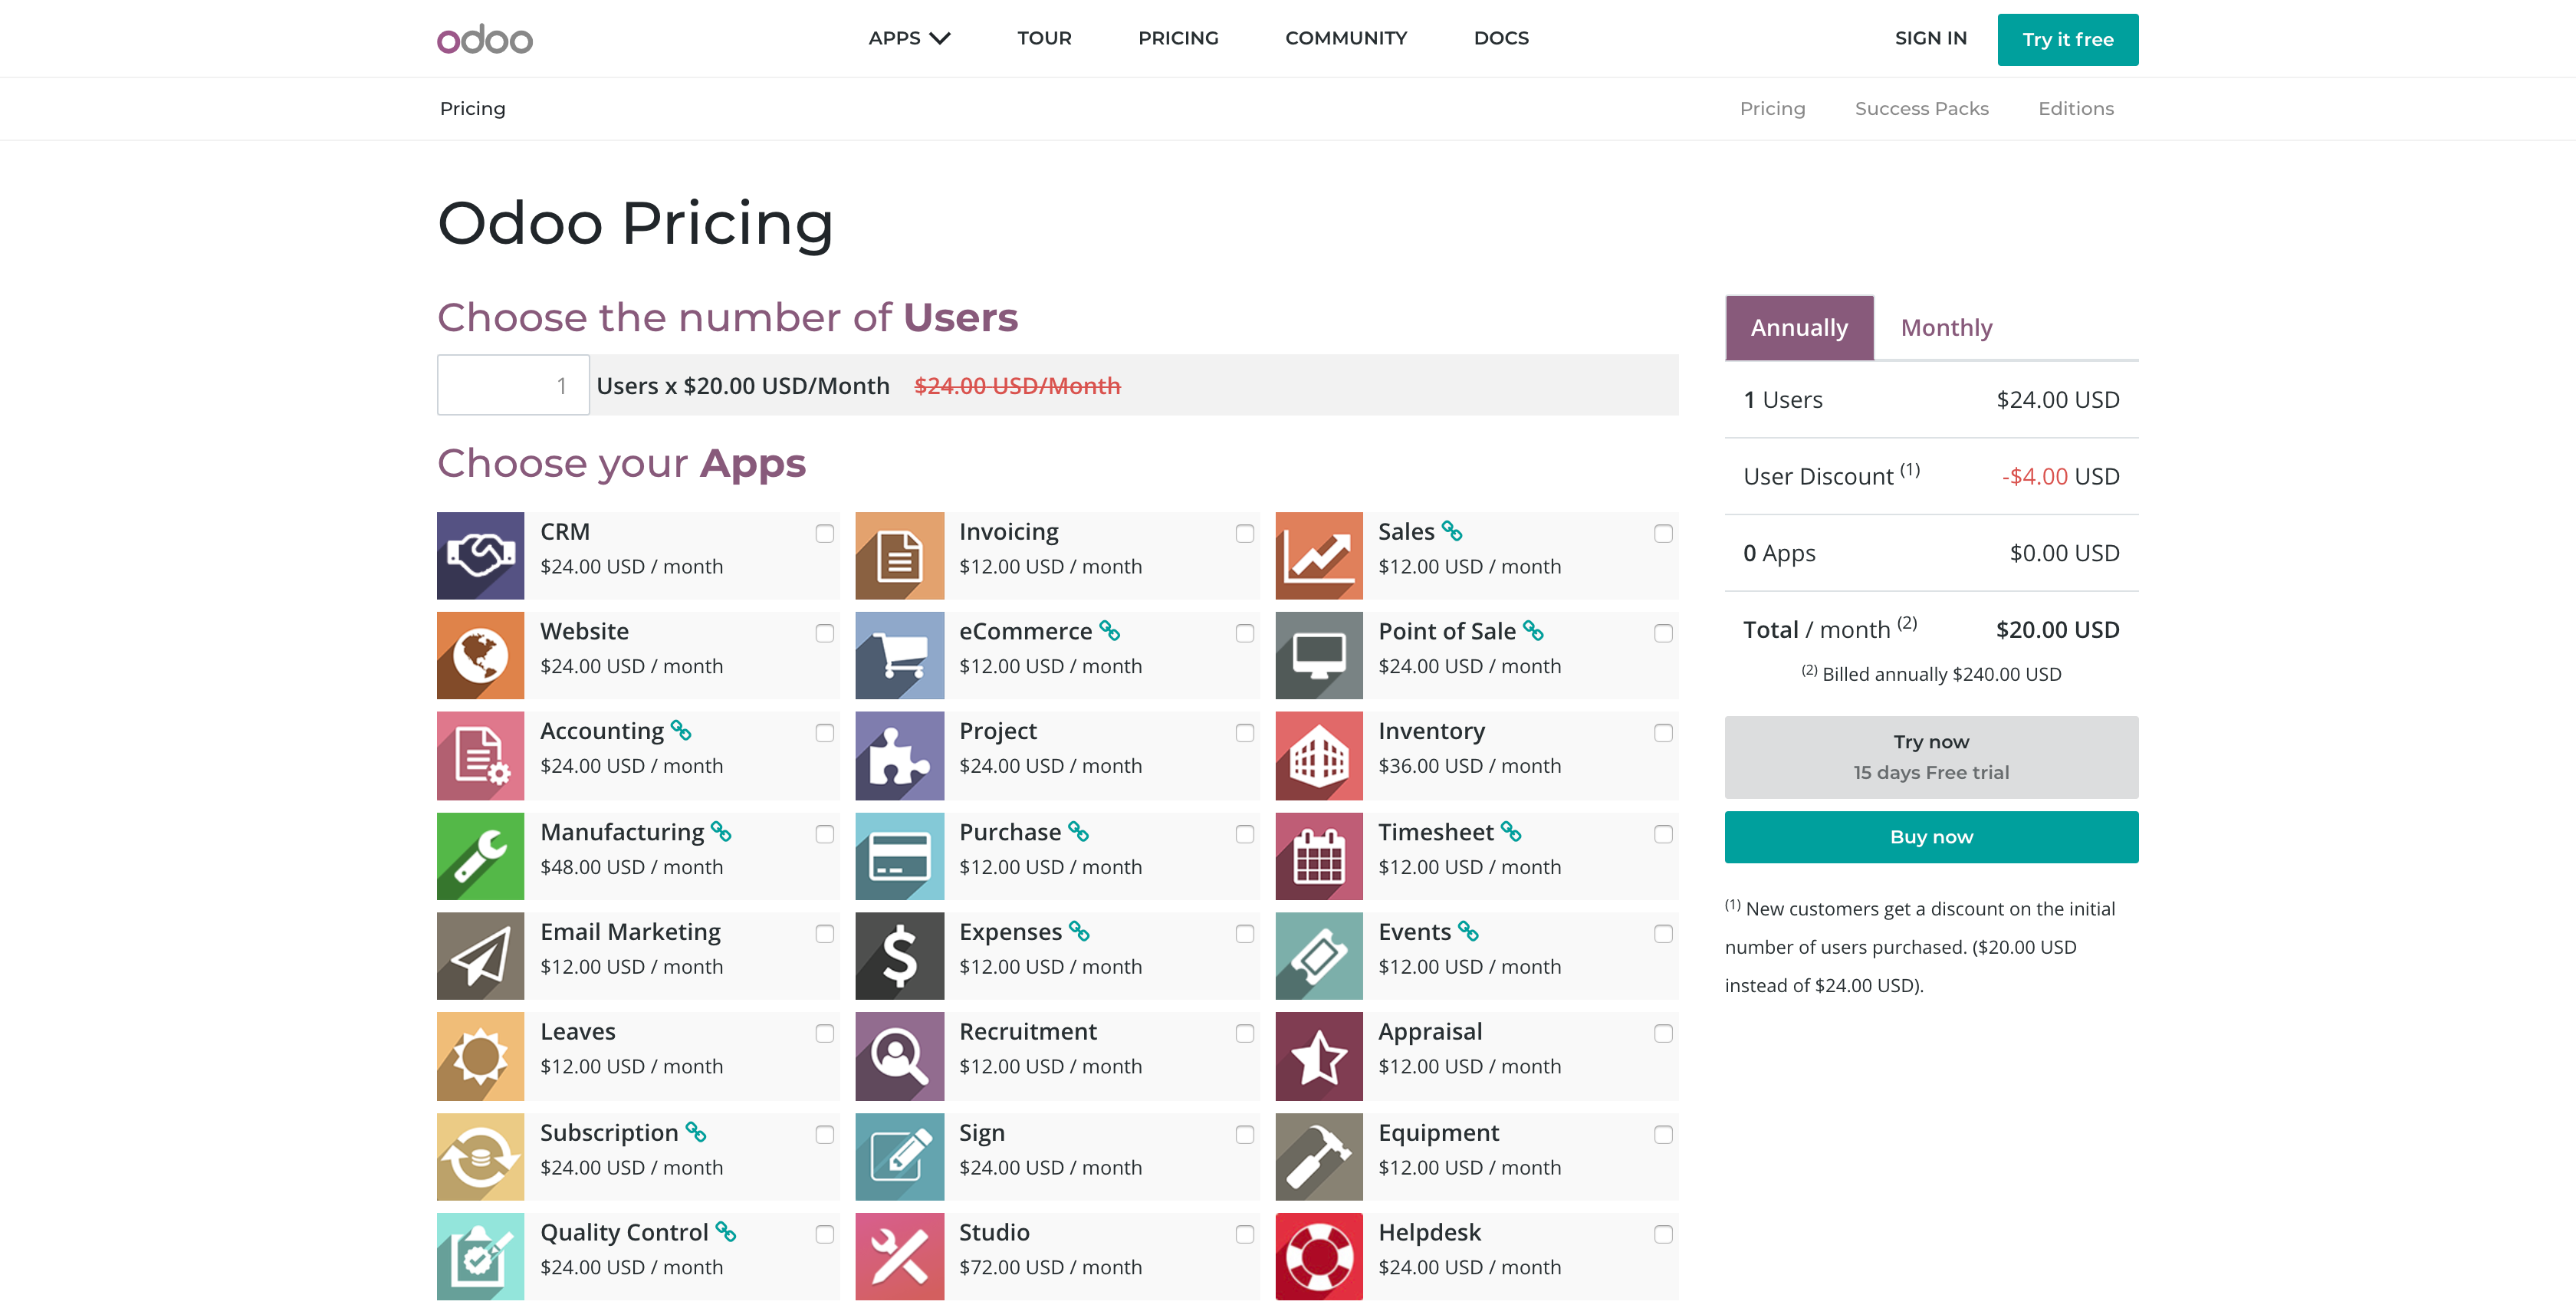 odoo
APPS
TOUR
PRICING
COMMUNITY
DOCS
SIGN IN
Try it free
Pricing
Pricing
Success Packs
Editions
Odoo Pricing
Choose the number of Users
1 Users x $20.00 USD/Month $24.00 USD/Month
Choose your Apps
CRM
$24.00 USD / month
Invoicing
$12.00 USD / month
Sales
$12.00 USD / month
Website
$24.00 USD / month
eCommerce
$12.00 USD / month
Point of Sale
$24.00 USD / month
Accounting
$24.00 USD / month
Project
$24.00 USD / month
Inventory
$36.00 USD / month
Manufacturing
$48.00 USD / month
Purchase
$12.00 USD / month
Timesheet
$12.00 USD / month
Email Marketing
$12.00 USD / month
Expenses
$12.00 USD / month
Events
$12.00 USD / month
Leaves
$12.00 USD / month
Recruitment
$12.00 USD / month
Appraisal
$12.00 USD / month
Subscription
$24.00 USD / month
Sign
$24.00 USD / month
Equipment
$12.00 USD / month
Quality Control
$24.00 USD / month
Studio
$72.00 USD / month
Helpdesk
$24.00 USD / month
Annually
Monthly
1 Users $24.00 USD
User Discount (1) -$4.00 USD
0 Apps $0.00 USD
Total / month (2) $20.00 USD
(2) Billed annually $240.00 USD
Try now
15 days Free trial
Buy now
(1) New customers get a discount on the initial
number of users purchased. ($20.00 USD
instead of $24.00 USD).